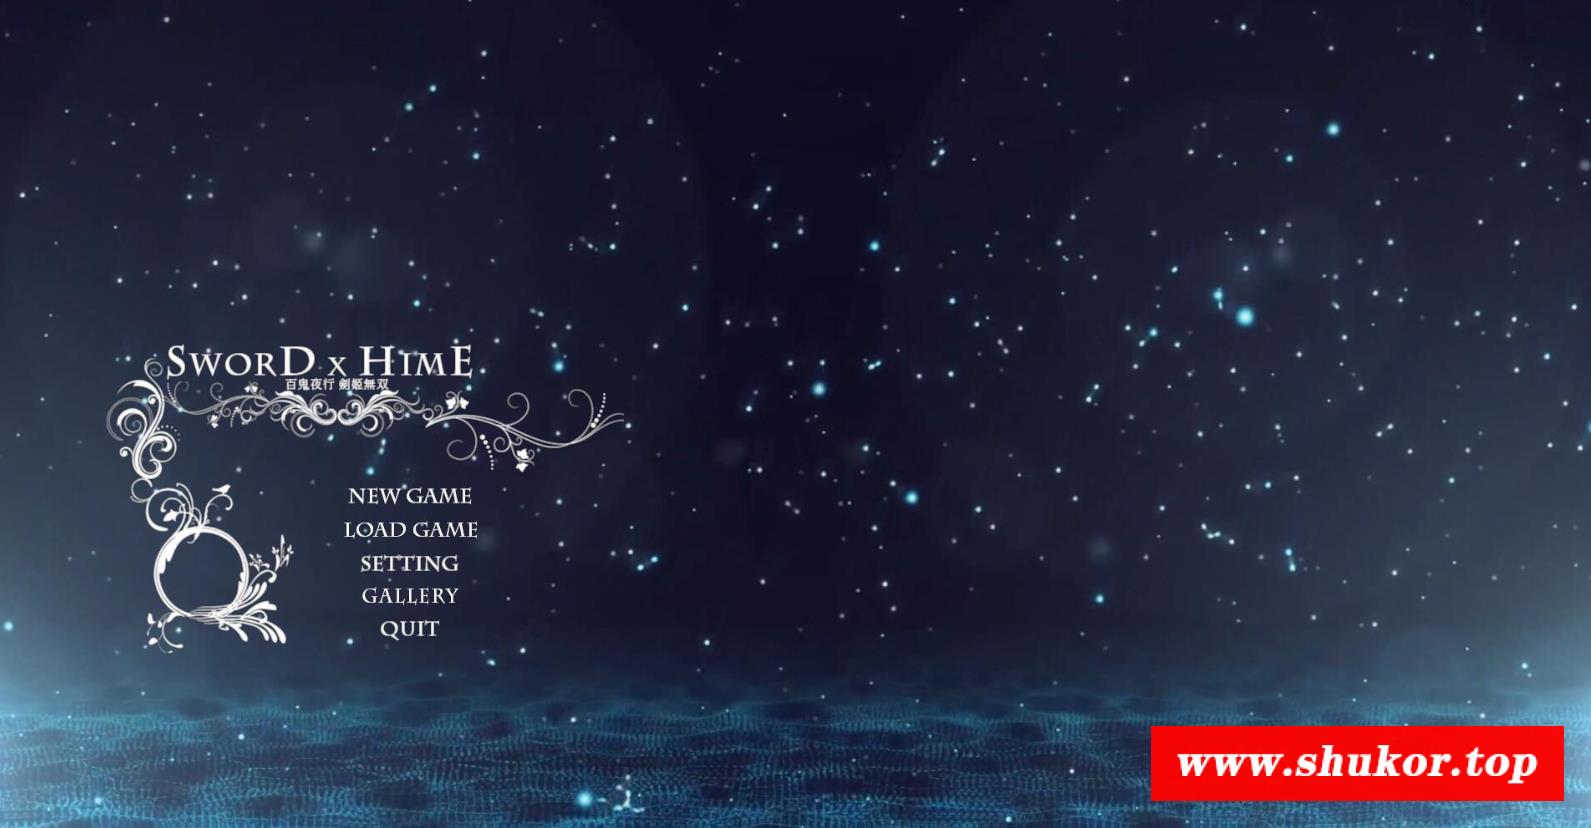 SWORD X HIME
百鬼夜行 剣姫無双
NEW GAME
LOAD GAME
SETTING
GALLERY
QUIT
www.shukor.top